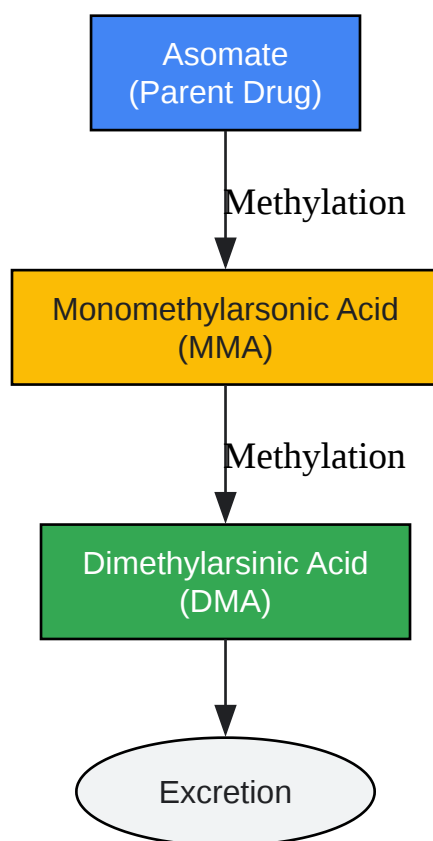 Asomate
(Parent Drug)
Methylation
Monomethylarsonic Acid
(MMA)
Methylation
Dimethylarsinic Acid
(DMA)
Excretion